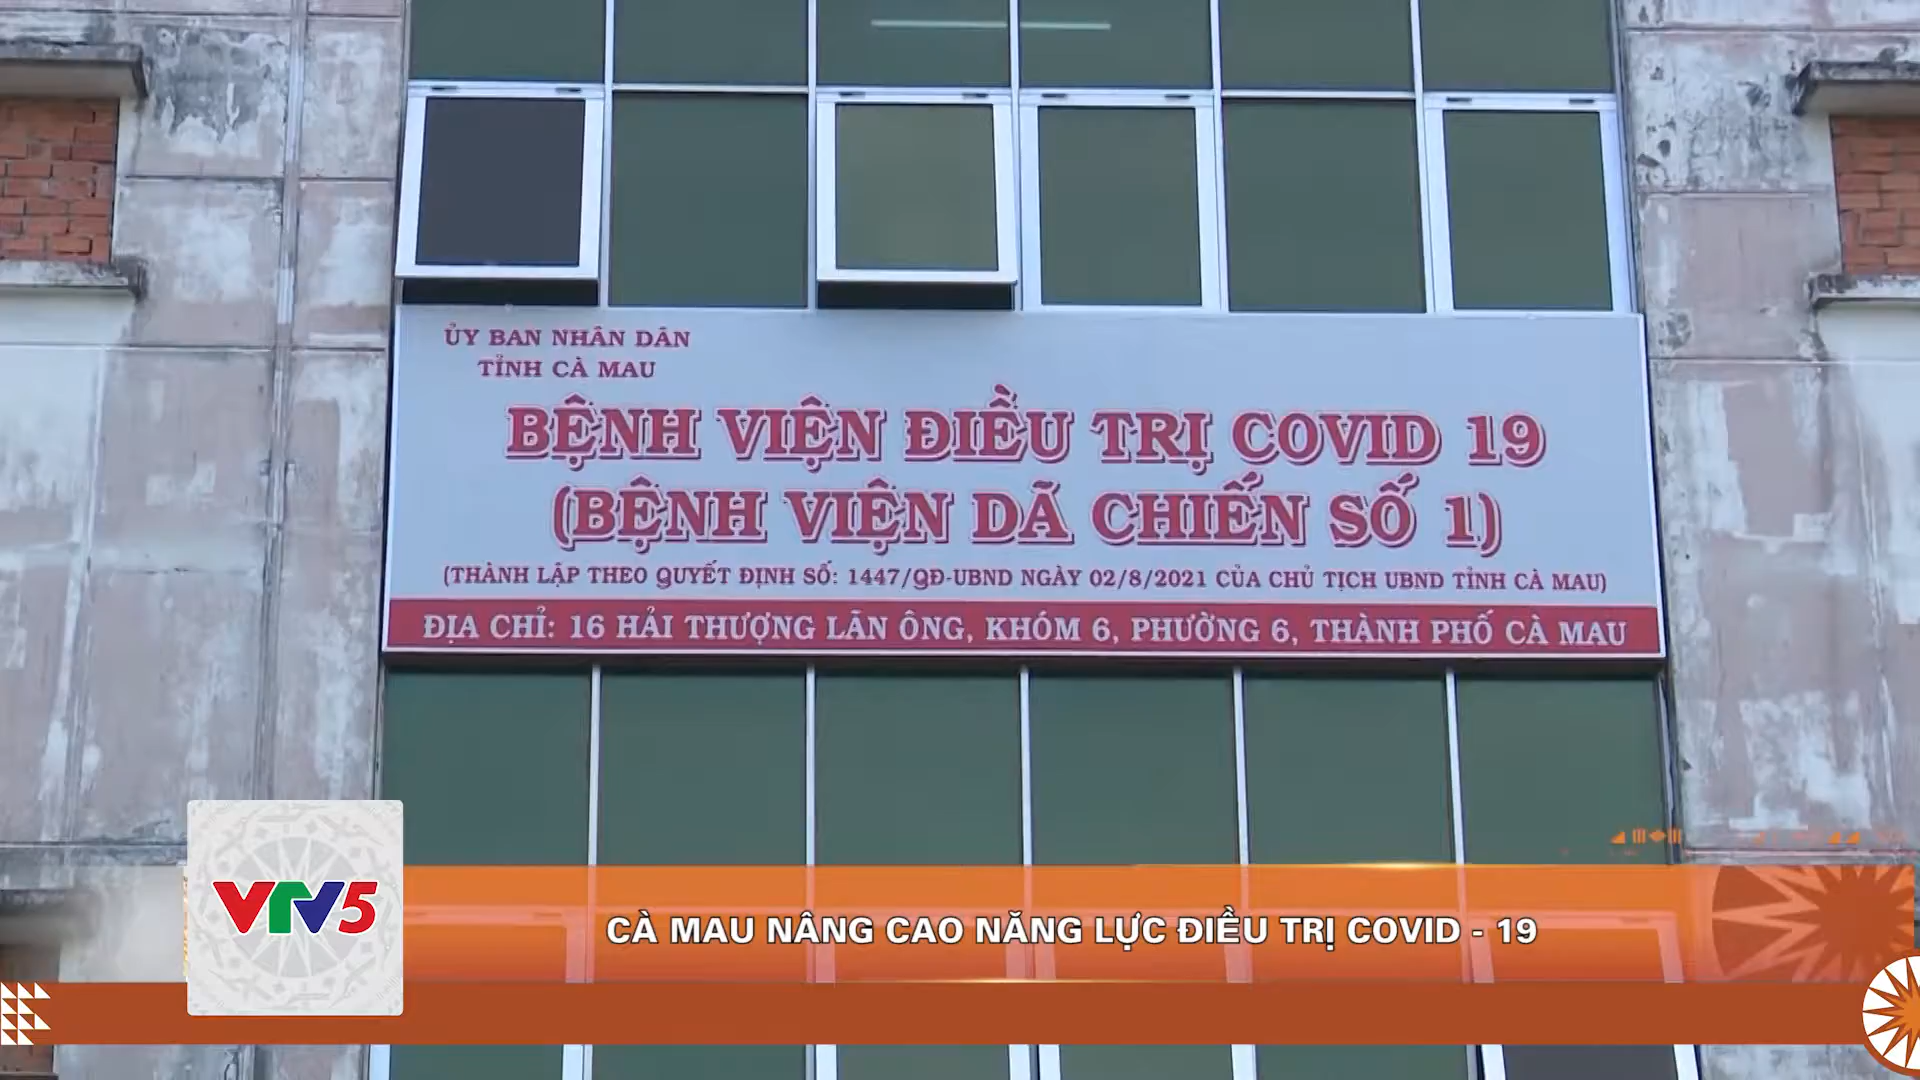 ỦY BAN NHÂN DÂN
TỈNH CÀ MAU
BỆNH VIỆN ĐIỀU TRỊ COVID 19
(BỆNH VIỆN DÃ CHIẾN SỐ 1)
(THÀNH LẬP THEO QUYẾT ĐỊNH SỐ: 1447/QĐ-UBND NGÀY 02/8/2021 CỦA CHỦ TỊCH UBND TỈNH CÀ MAU)
ĐỊA CHỈ: 16 HẢI THƯỢNG LÃN ÔNG, KHÓM 6, PHƯỜNG 6, THÀNH PHỐ CÀ MAU
VTV5
CÀ MAU NÂNG CAO NĂNG LỰC ĐIỀU TRỊ COVID - 19